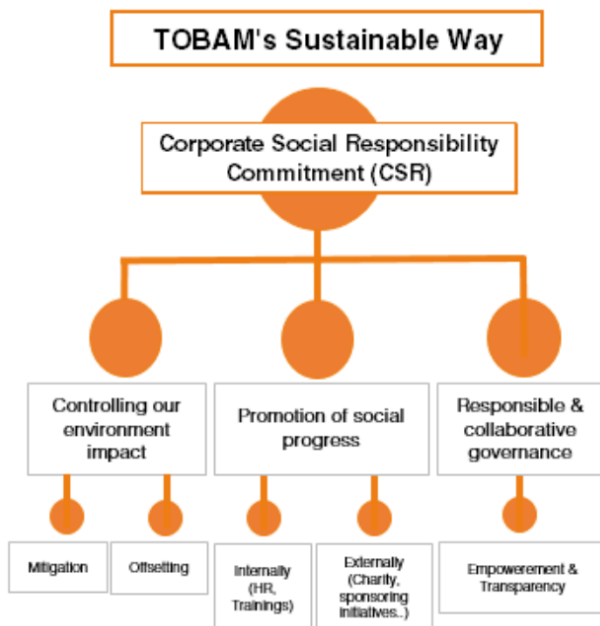 TOBAM's Sustainable Way
Corporate Social Responsibility
Commitment (CSR)
Controlling our
environment
impact
Promotion of social
progress
Responsible &
collaborative
governance
Mitigation
Offsetting
Internally
(HR,
Trainings)
Externally
(Charity,
sponsoring
initiatives..)
Empowerement &
Transparency